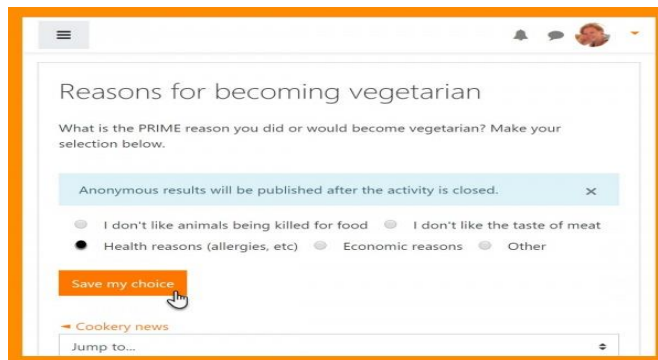 Reasons for becoming vegetarian
What is the PRIME reason you did or would become vegetarian? Make your
selection below.
Anonymous results will be published after the activity is closed. ×
I don't like animals being killed for food I don't like the taste of meat
Health reasons (allergies, etc) Economic reasons Other
Save my choice
◄ Cookery news
Jump to...